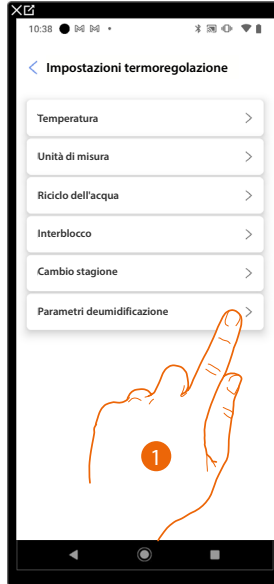 10:38
Impostazioni termoregolazione
Temperatura
Unità di misura
Riciclo dell'acqua
Interblocco
Cambio stagione
Parametri deumidificazione
1